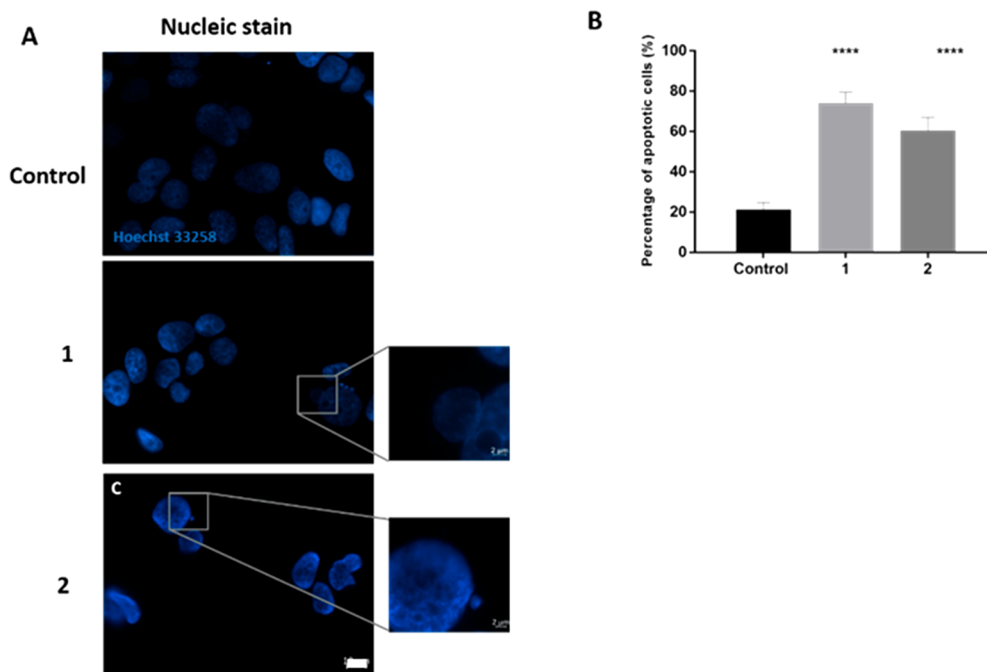 A
Nucleic stain
Control
Hoechst 33258
1
2 µm
C
2
2 µm
B
Percentage of apoptotic cells (%)
100
80
60
40
20
0
**** ****
Control 1 2